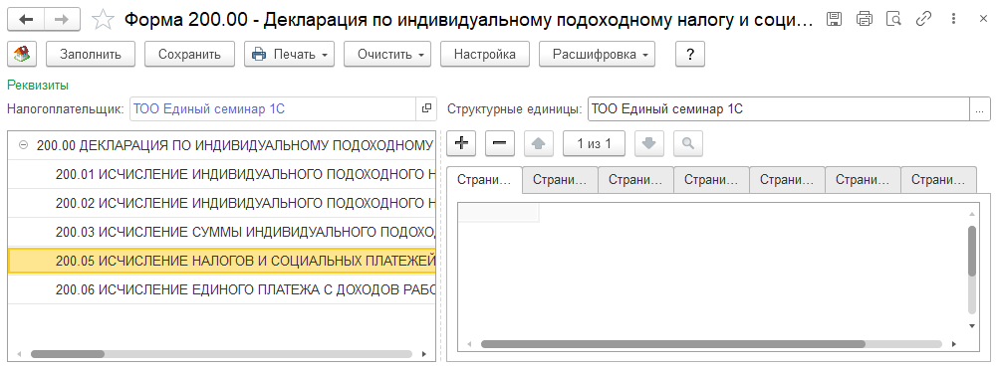 Форма 200.00 - Декларация по индивидуальному подоходному налогу и соци...
Заполнить Сохранить Печать Очистить Настройка Расшифровка ?
Реквизиты
Налогоплательщик: ТОО Единый семинар 1С Структурные единицы: ТОО Единый семинар 1С ...
200.00 ДЕКЛАРАЦИЯ ПО ИНДИВИДУАЛЬНОМУ ПОДОХОДНОМУ
200.01 ИСЧИСЛЕНИЕ ИНДИВИДУАЛЬНОГО ПОДОХОДНОГО Н
200.02 ИСЧИСЛЕНИЕ ИНДИВИДУАЛЬНОГО ПОДОХОДНОГО Н
200.03 ИСЧИСЛЕНИЕ СУММЫ ИНДИВИДУАЛЬНОГО ПОДОХОД
200.05 ИСЧИСЛЕНИЕ НАЛОГОВ И СОЦИАЛЬНЫХ ПЛАТЕЖЕЙ
200.06 ИСЧИСЛЕНИЕ ЕДИНОГО ПЛАТЕЖА С ДОХОДОВ РАБО
1 из 1
Страни... Страни... Страни... Страни... Страни... Страни... Страни...